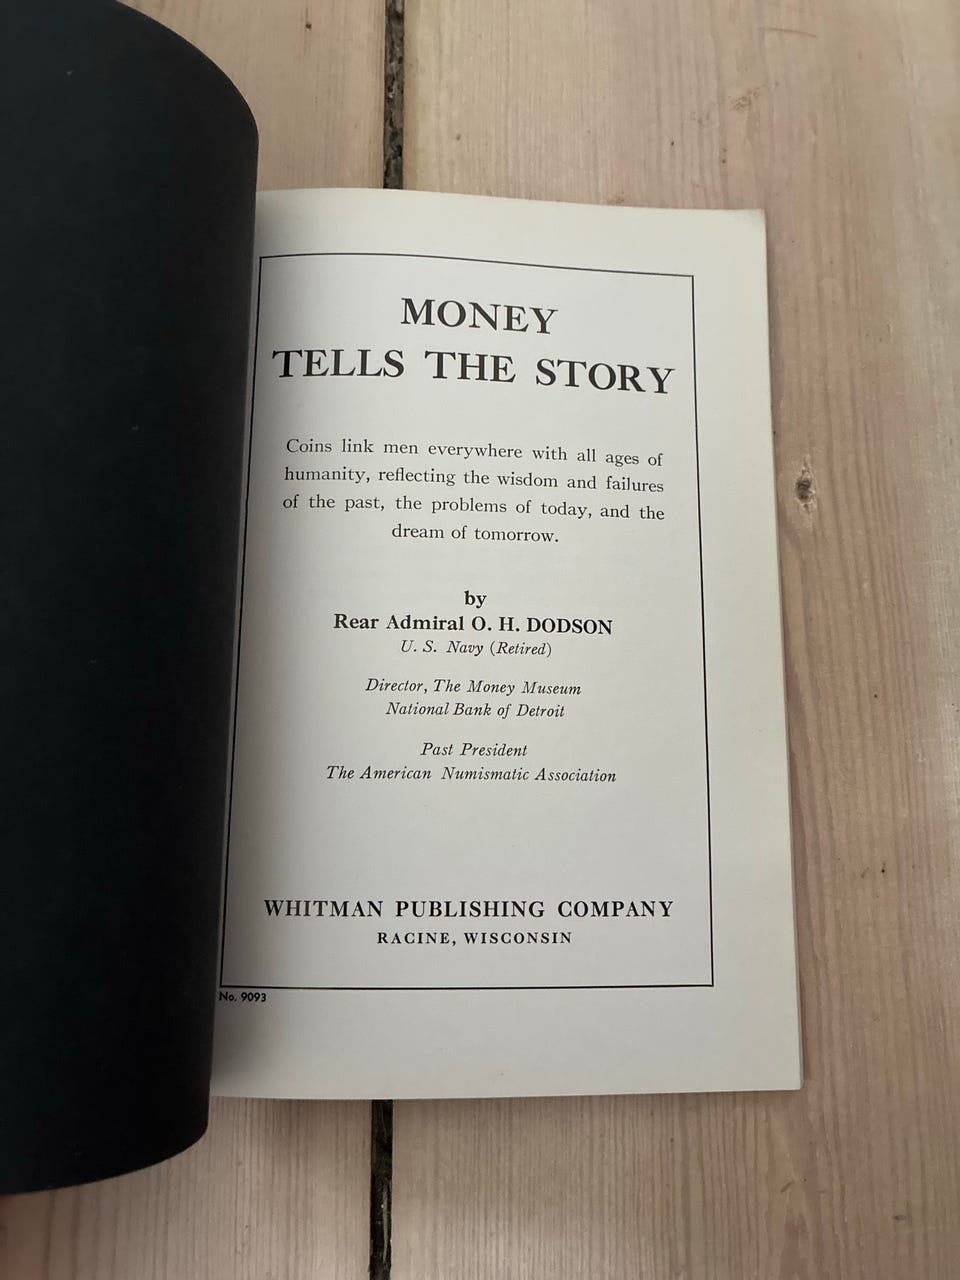 MONEY
TELLS THE STORY
Coins link men everywhere with all ages of
humanity, reflecting the wisdom and failures
of the past, the problems of today, and the
dream of tomorrow.
by
Rear Admiral O. H. DODSON
U. S. Navy (Retired)
Director, The Money Museum
National Bank of Detroit
Past President
The American Numismatic Association
WHITMAN PUBLISHING COMPANY
RACINE, WISCONSIN
No. 9093